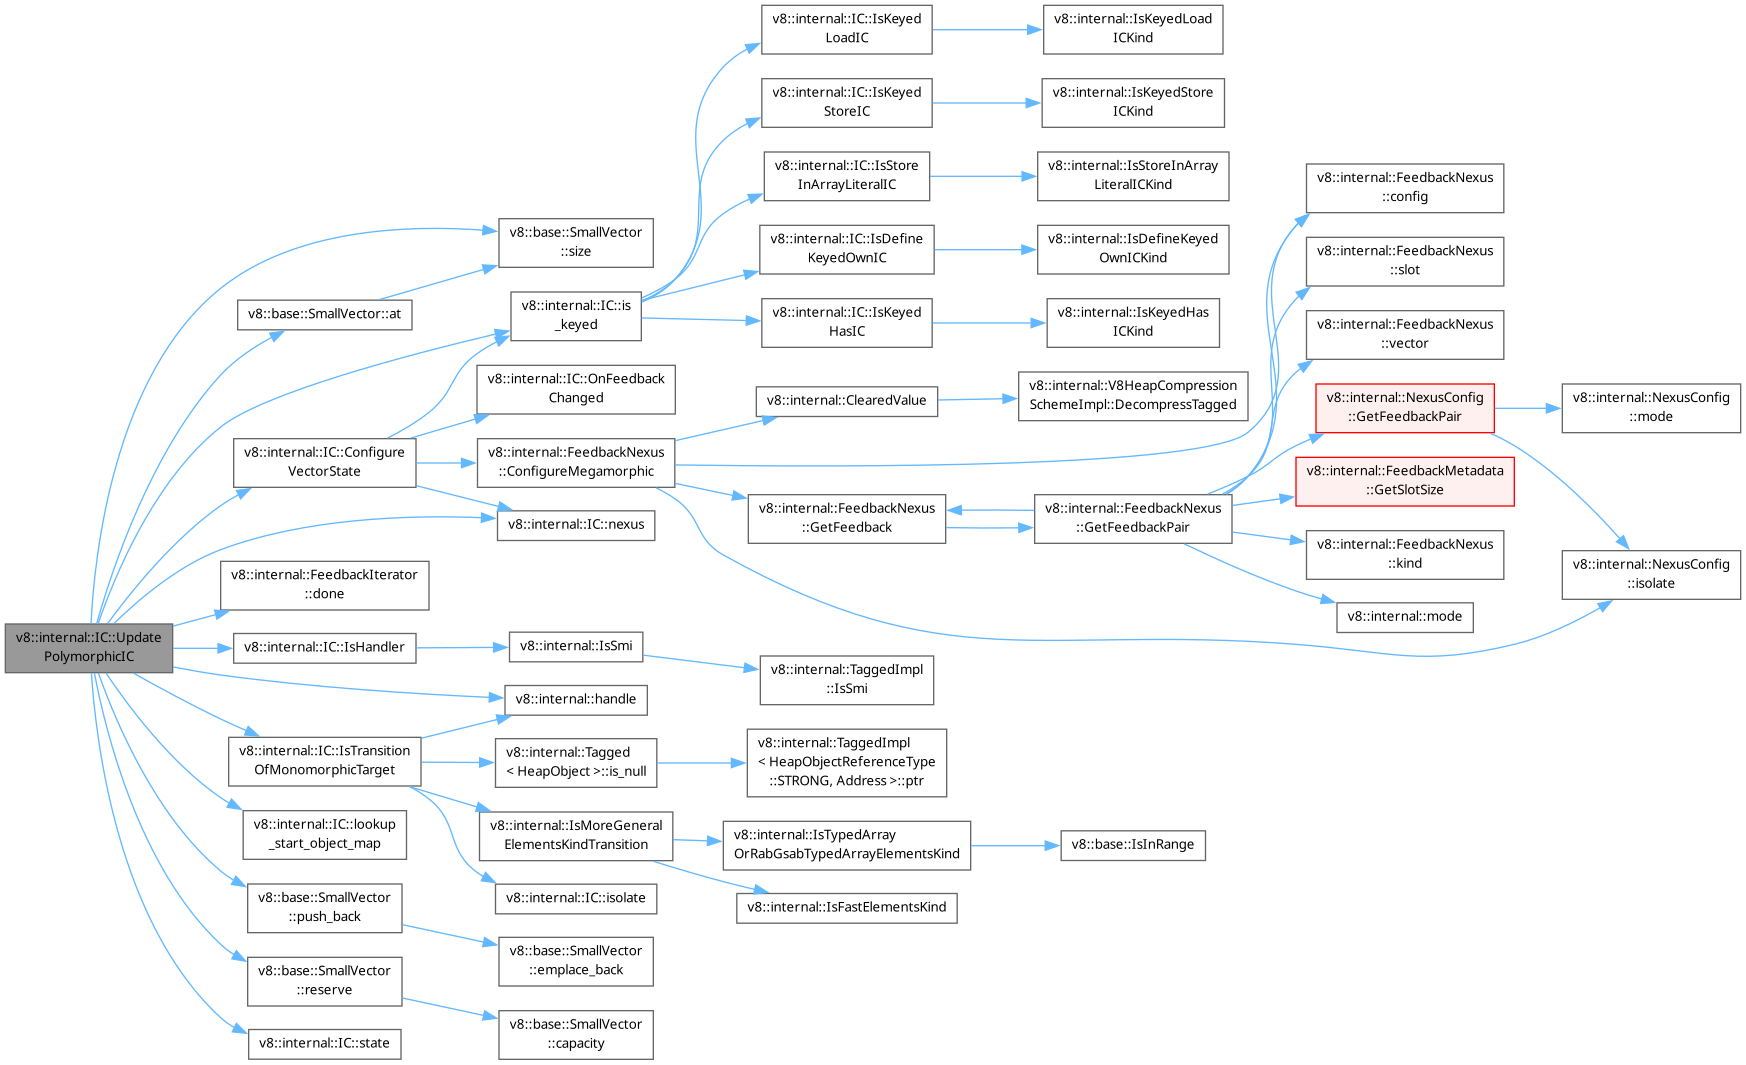 v8::internal::IC::Update
PolymorphicIC
v8::base::SmallVector
::size
v8::base::SmallVector::at
v8::internal::IC::is
_keyed
v8::internal::IC::IsKeyed
LoadIC
v8::internal::IsKeyedLoad
ICKind
v8::internal::IC::IsKeyed
StoreIC
v8::internal::IsKeyedStore
ICKind
v8::internal::IC::IsStore
InArrayLiteralIC
v8::internal::IsStoreInArray
LiteralICKind
v8::internal::IC::IsDefine
KeyedOwnIC
v8::internal::IsDefineKeyed
OwnICKind
v8::internal::IC::IsKeyed
HasIC
v8::internal::IsKeyedHas
ICKind
v8::internal::IC::Configure
VectorState
v8::internal::IC::OnFeedback
Changed
v8::internal::FeedbackNexus
::ConfigureMegamorphic
v8::internal::IC::nexus
v8::internal::ClearedValue
v8::internal::V8HeapCompression
SchemeImpl::DecompressTagged
v8::internal::FeedbackNexus
::GetFeedback
v8::internal::FeedbackNexus
::GetFeedbackPair
v8::internal::FeedbackNexus
::config
v8::internal::FeedbackNexus
::slot
v8::internal::FeedbackNexus
::vector
v8::internal::NexusConfig
::GetFeedbackPair
v8::internal::NexusConfig
::mode
v8::internal::FeedbackMetadata
::GetSlotSize
v8::internal::FeedbackNexus
::kind
v8::internal::NexusConfig
::isolate
v8::internal::mode
v8::internal::FeedbackIterator
::done
v8::internal::IC::IsHandler
v8::internal::IsSmi
v8::internal::TaggedImpl
::IsSmi
v8::internal::handle
v8::internal::IC::IsTransition
OfMonomorphicTarget
v8::internal::Tagged
< HeapObject >::is_null
v8::internal::TaggedImpl
< HeapObjectReferenceType
::STRONG, Address >::ptr
v8::internal::IsMoreGeneral
ElementsKindTransition
v8::internal::IsTypedArray
OrRabGsabTypedArrayElementsKind
v8::base::IsInRange
v8::internal::IsFastElementsKind
v8::internal::IC::isolate
v8::internal::IC::lookup
_start_object_map
v8::base::SmallVector
::push_back
v8::base::SmallVector
::emplace_back
v8::base::SmallVector
::reserve
v8::base::SmallVector
::capacity
v8::internal::IC::state